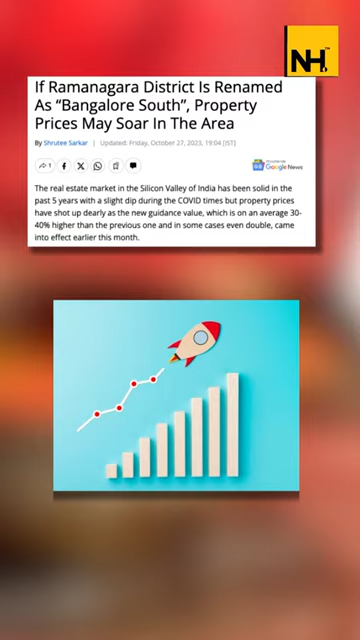 NH
If Ramanagara District Is Renamed
As “Bangalore South”, Property
Prices May Soar In The Area
By Shrutee Sarkar | Updated: Friday, October 27, 2023, 19:04 [IST]
1
Google News
The real estate market in the Silicon Valley of India has been solid in the
past 5 years with a slight dip during the COVID times but property prices
have shot up dearly as the new guidance value, which is on an average 30-
40% higher than the previous one and in some cases even double, came
into effect earlier this month.